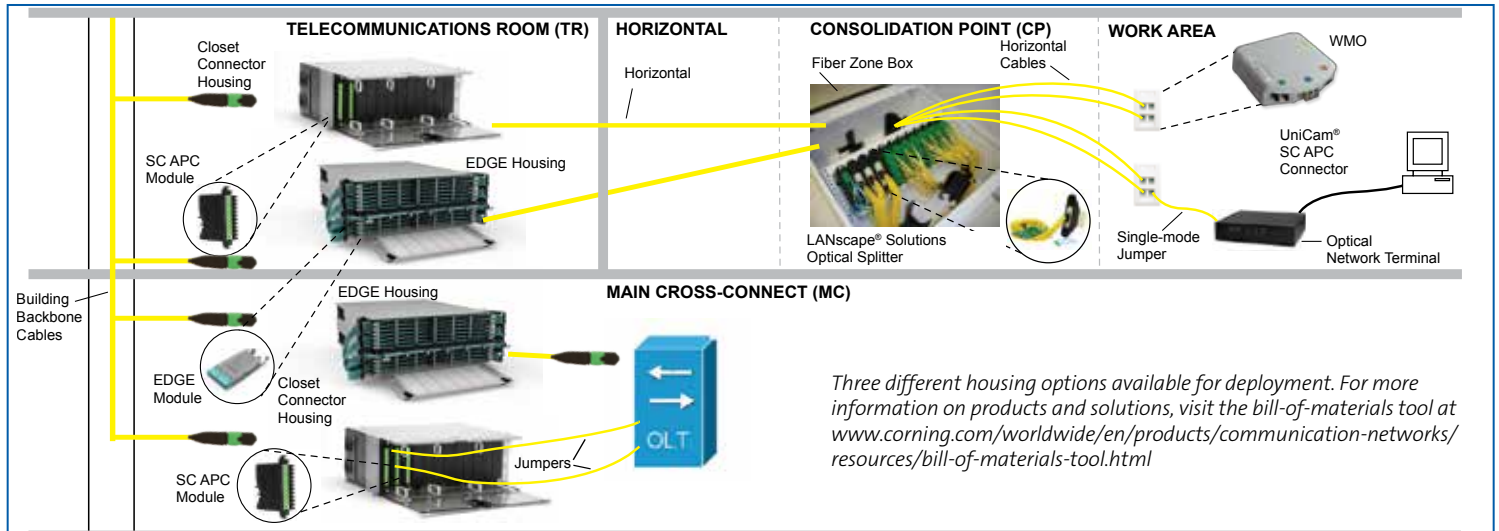 TELECOMMUNICATIONS ROOM (TR)
HORIZONTAL
CONSOLIDATION POINT (CP)
WORK AREA
Closet
Connector
Housing
Horizontal
Fiber Zone Box
Horizontal
Cables
WMO
SC APC
Module
EDGE Housing
UniCam®
SC APC
Connector
LANscape® Solutions
Optical Splitter
Single-mode
Jumper
Optical
Network Terminal
Building
Backbone
Cables
EDGE Housing
MAIN CROSS-CONNECT (MC)
EDGE
Module
Closet
Connector
Housing
OLT
Jumpers
SC APC
Module
Three different housing options available for deployment. For more
information on products and solutions, visit the bill-of-materials tool at
www.corning.com/worldwide/en/products/communication-networks/
resources/bill-of-materials-tool.html